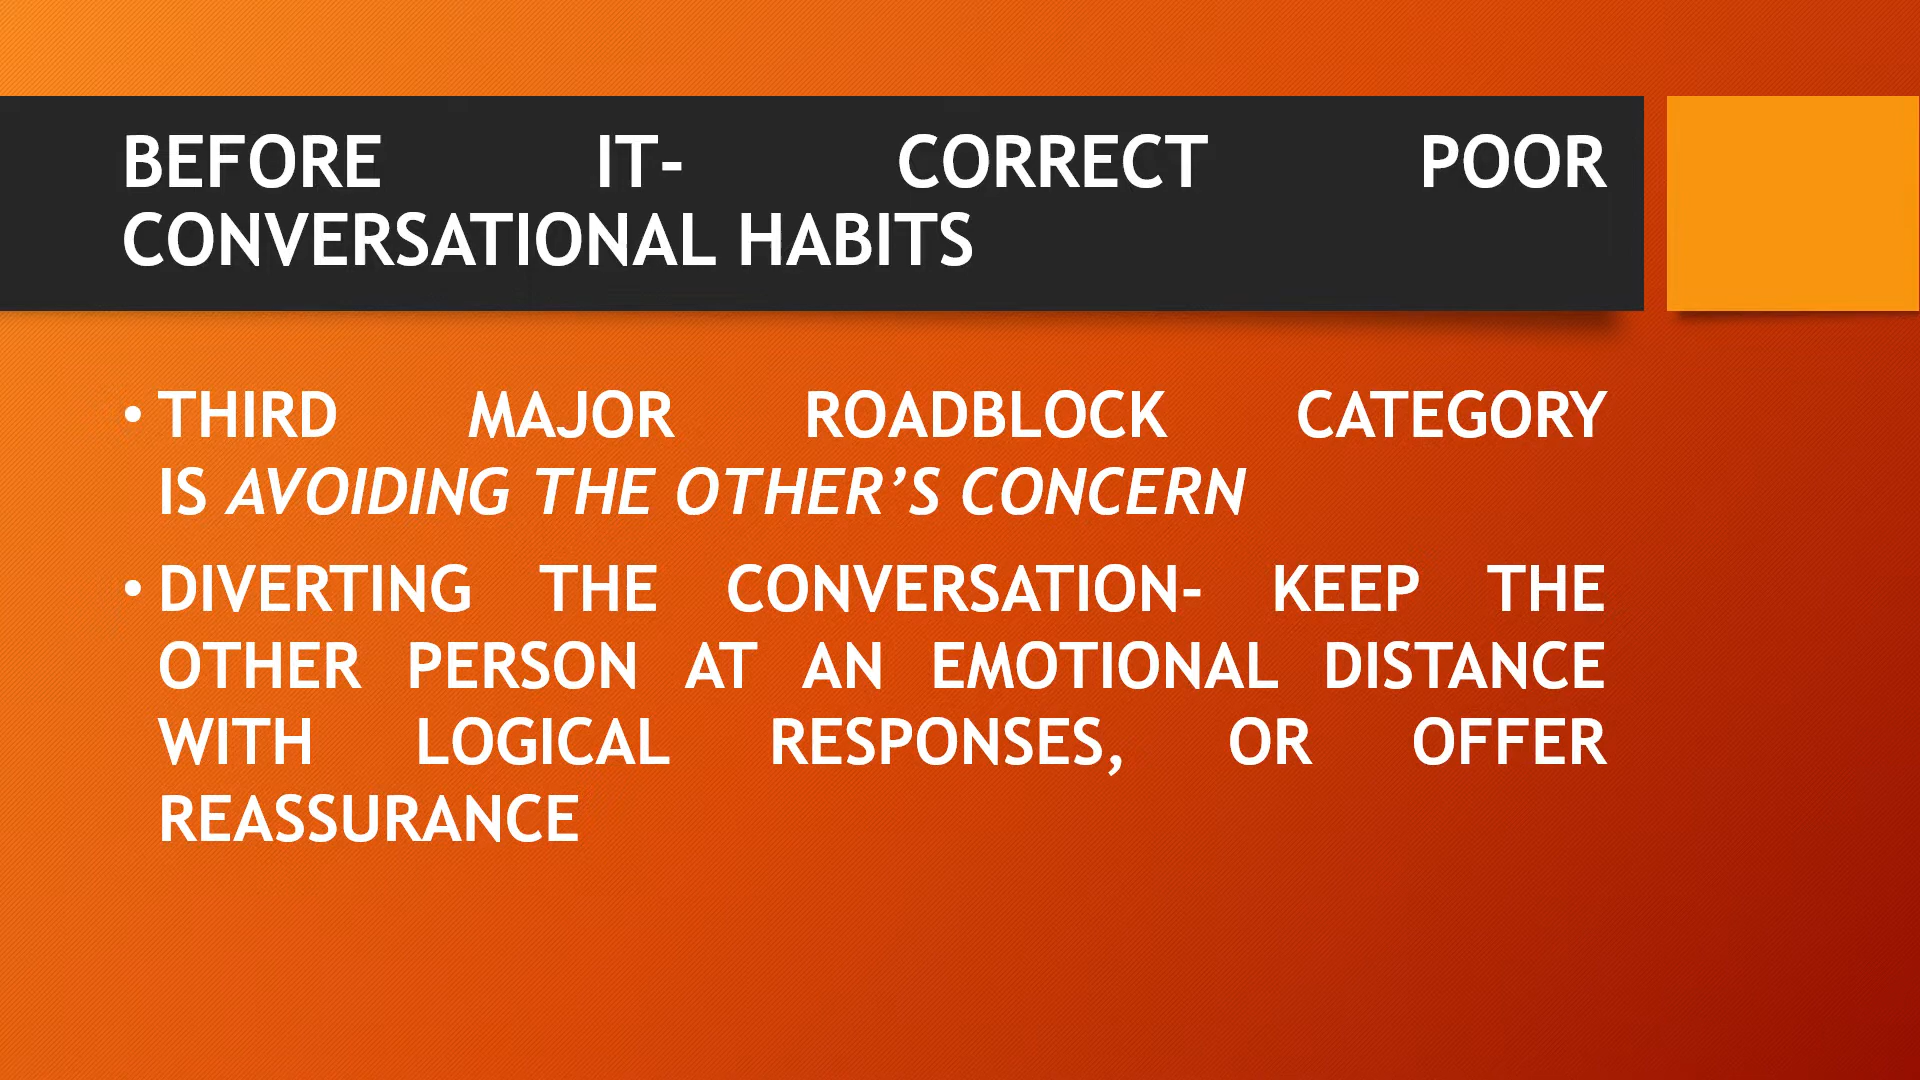 BEFORE IT- CORRECT POOR
CONVERSATIONAL HABITS
• THIRD MAJOR ROADBLOCK CATEGORY
IS AVOIDING THE OTHER’S CONCERN
• DIVERTING THE CONVERSATION- KEEP THE
OTHER PERSON AT AN EMOTIONAL DISTANCE
WITH LOGICAL RESPONSES, OR OFFER
REASSURANCE